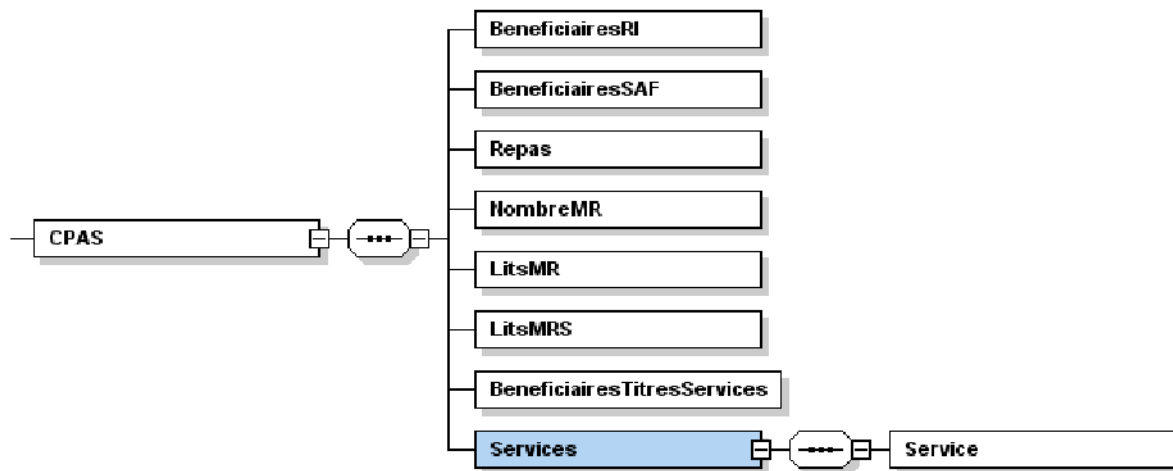 BeneficiairesRI
BeneficiairesSAF
Repas
NombreMR
CPAS
LitsMR
LitsMRS
BeneficiairesTitresServices
Services
Service